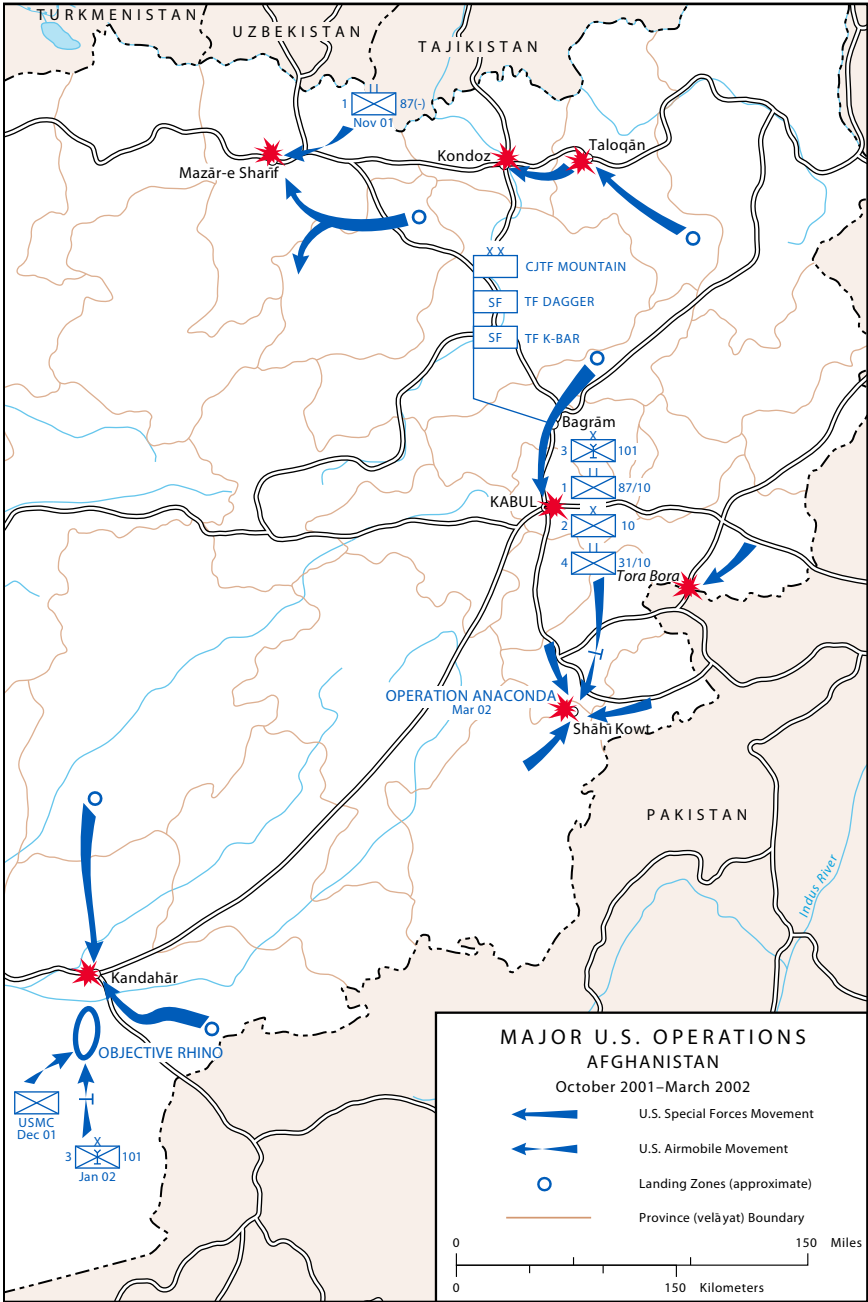 TURKMENISTAN
UZBEKISTAN
TAJIKISTAN
1 87(-)
Nov 01
Mazār-e Sharīf
Kondoz
Taloqān
XX
CJTF MOUNTAIN
SF TF DAGGER
SF TF K-BAR
Bagrām
X
3 101
1 87/10
KABUL
X
2 10
4 31/10
Tora Bora
OPERATION ANACONDA
Mar 02
Shāhī Kowt
PAKISTAN
Indus River
Kandahār
OBJECTIVE RHINO
USMC
Dec 01
X
3 101
Jan 02
MAJOR U.S. OPERATIONS
AFGHANISTAN
October 2001–March 2002
U.S. Special Forces Movement
U.S. Airmobile Movement
Landing Zones (approximate)
Province (velāyat) Boundary
0 150 Miles
0 150 Kilometers